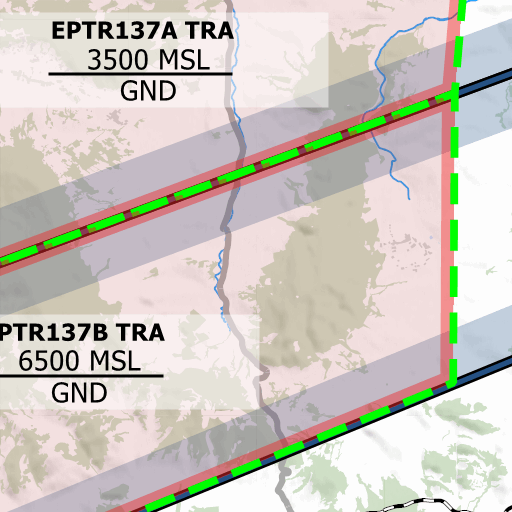 EPTR137A TRA
3500 MSL
GND
PTR137B TRA
6500 MSL
GND